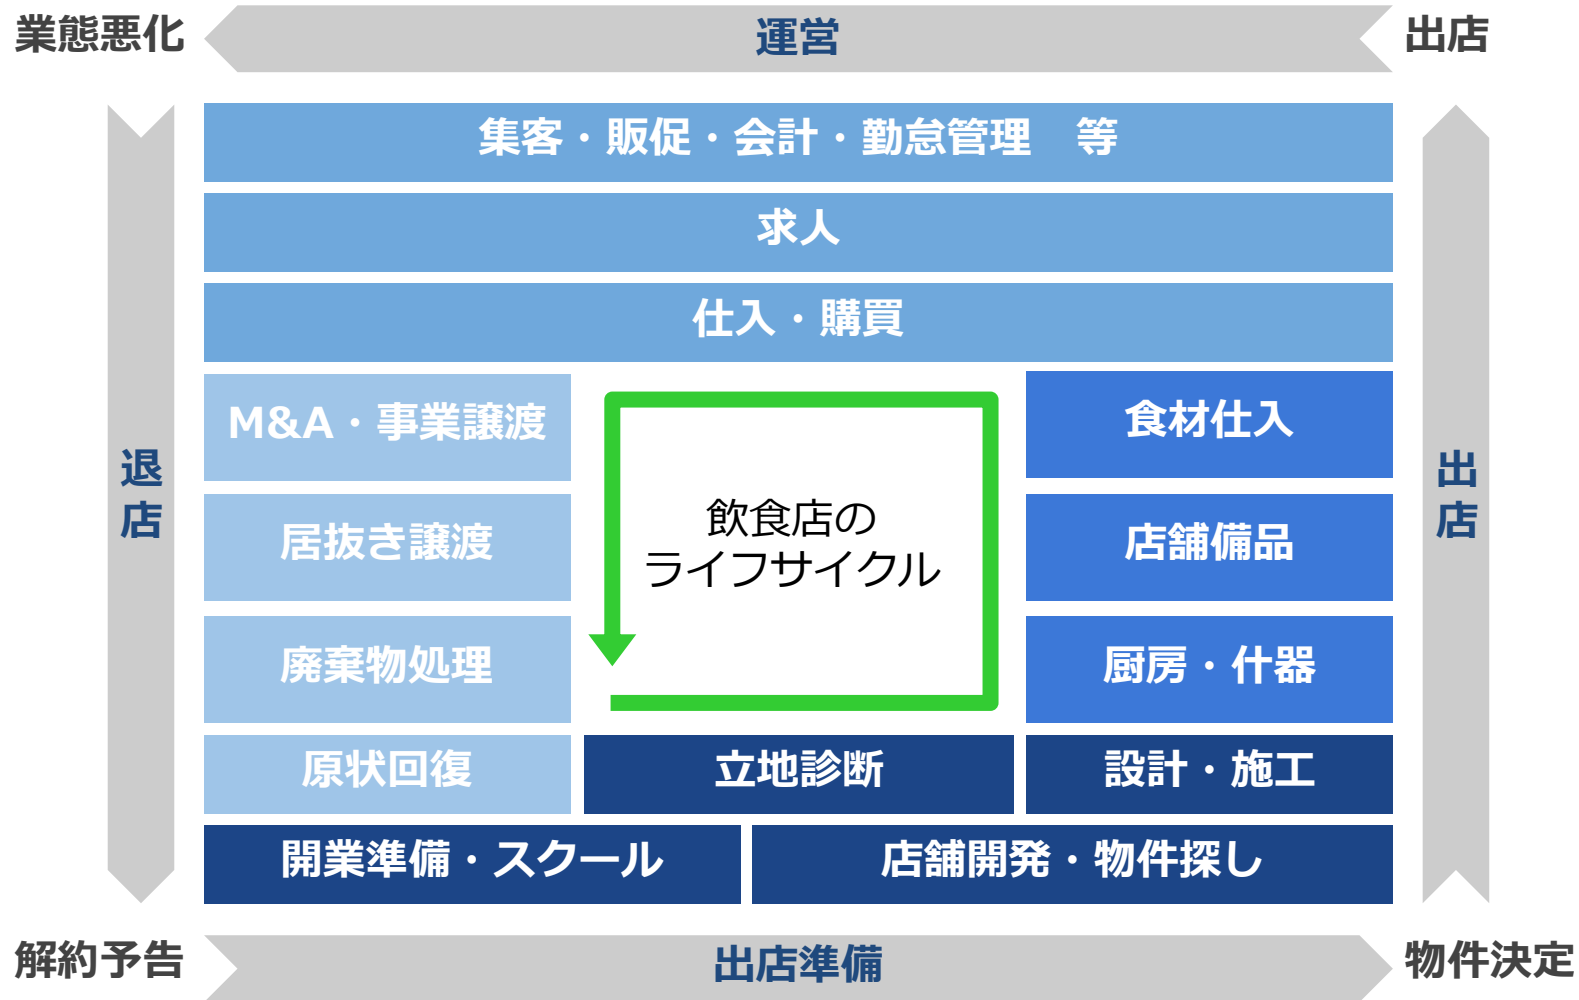 業態悪化
運営
出店
集客・販促・会計・勤怠管理　等
求人
仕入・購買
M&A・事業譲渡
食材仕入
退店
飲食店の
ライフサイクル
出店
居抜き譲渡
店舗備品
廃棄物処理
厨房・什器
原状回復
立地診断
設計・施工
開業準備・スクール
店舗開発・物件探し
解約予告
出店準備
物件決定